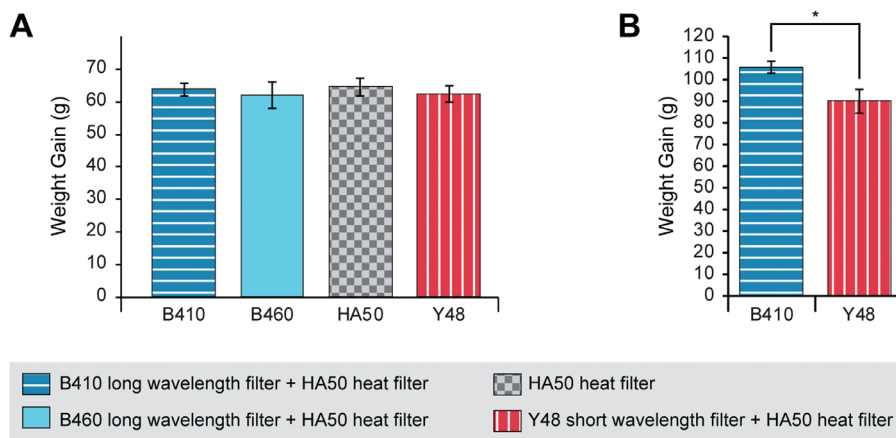 A
Weight Gain (g)
70
60
50
40
30
20
10
0
B410 B460 HA50 Y48
B
*
Weight Gain (g)
120
110
100
90
80
70
60
50
40
30
20
10
0
B410 Y48
B410 long wavelength filter + HA50 heat filter
B460 long wavelength filter + HA50 heat filter
HA50 heat filter
Y48 short wavelength filter + HA50 heat filter